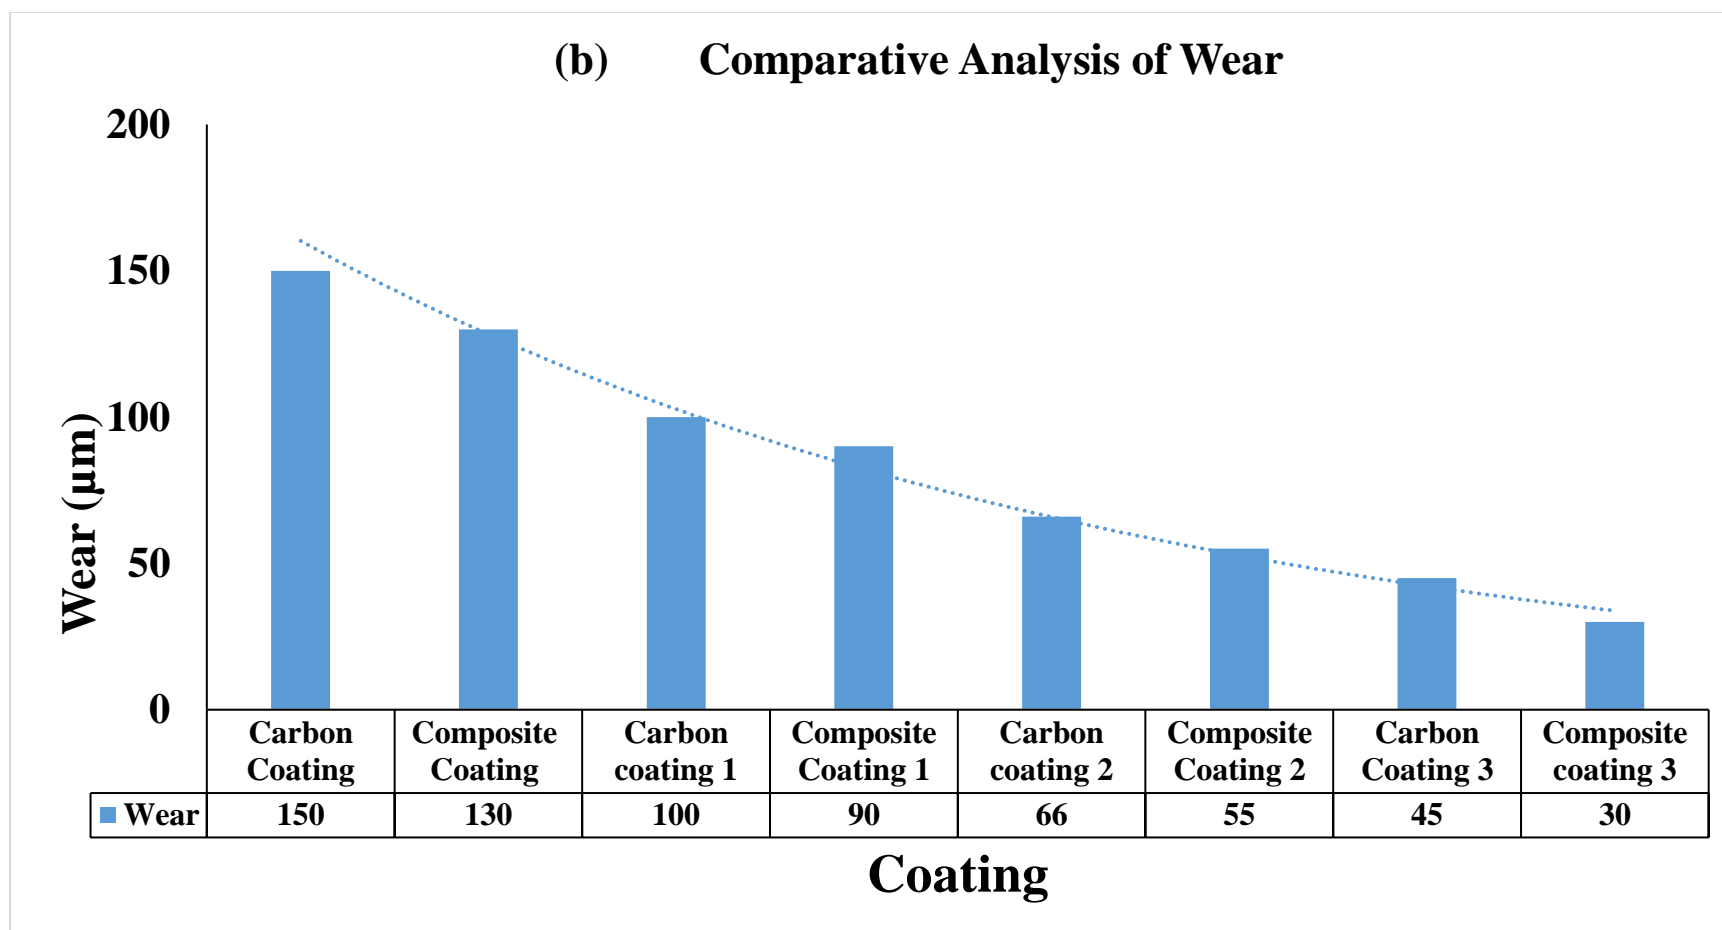 (b) Comparative Analysis of Wear
200
150
100
50
0
Wear (µm)
Carbon Composite Carbon Composite Carbon Composite Carbon Composite
Coating Coating coating 1 Coating 1 coating 2 Coating 2 Coating 3 coating 3
Wear 150 130 100 90 66 55 45 30
Coating